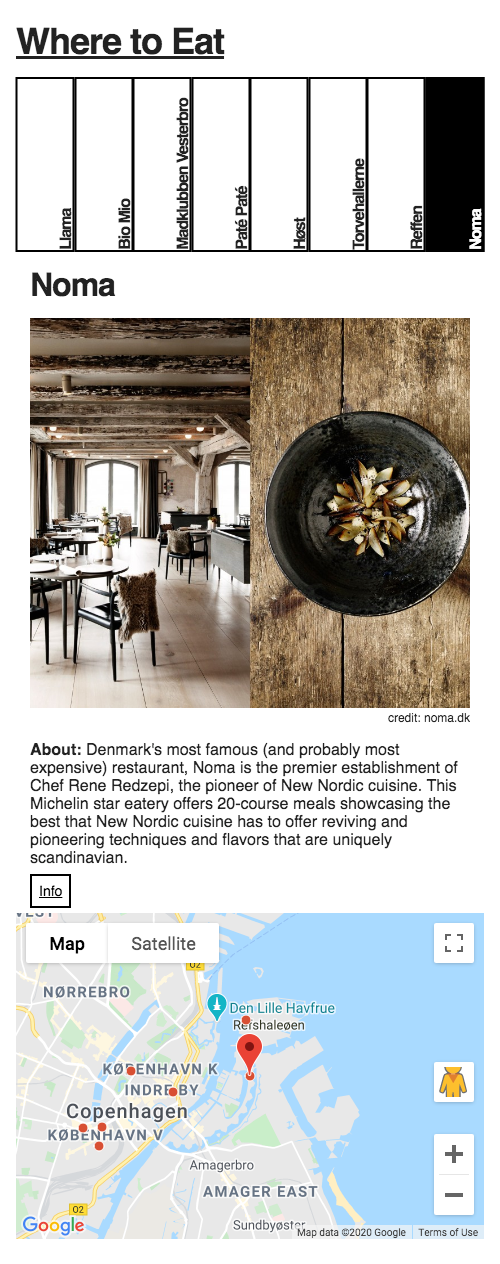 Where to Eat
Llama
Bio Mio
Madklubben Vesterbro
Paté Paté
Høst
Torvehallerne
Reffen
Noma
Noma
credit: noma.dk
About: Denmark's most famous (and probably most
expensive) restaurant, Noma is the premier establishment of
Chef Rene Redzepi, the pioneer of New Nordic cuisine. This
Michelin star eatery offers 20-course meals showcasing the
best that New Nordic cuisine has to offer reviving and
pioneering techniques and flavors that are uniquely
scandinavian.
Info
Map Satellite
O2
NØRREBRO
Den Lille Havfrue
Refshaleøen
KØBENHAVN K
INDRE BY
Copenhagen
KØBENHAVN V
Amagerbro
AMAGER EAST
O2
Sundbyøster
Google
Map data ©2020 Google Terms of Use